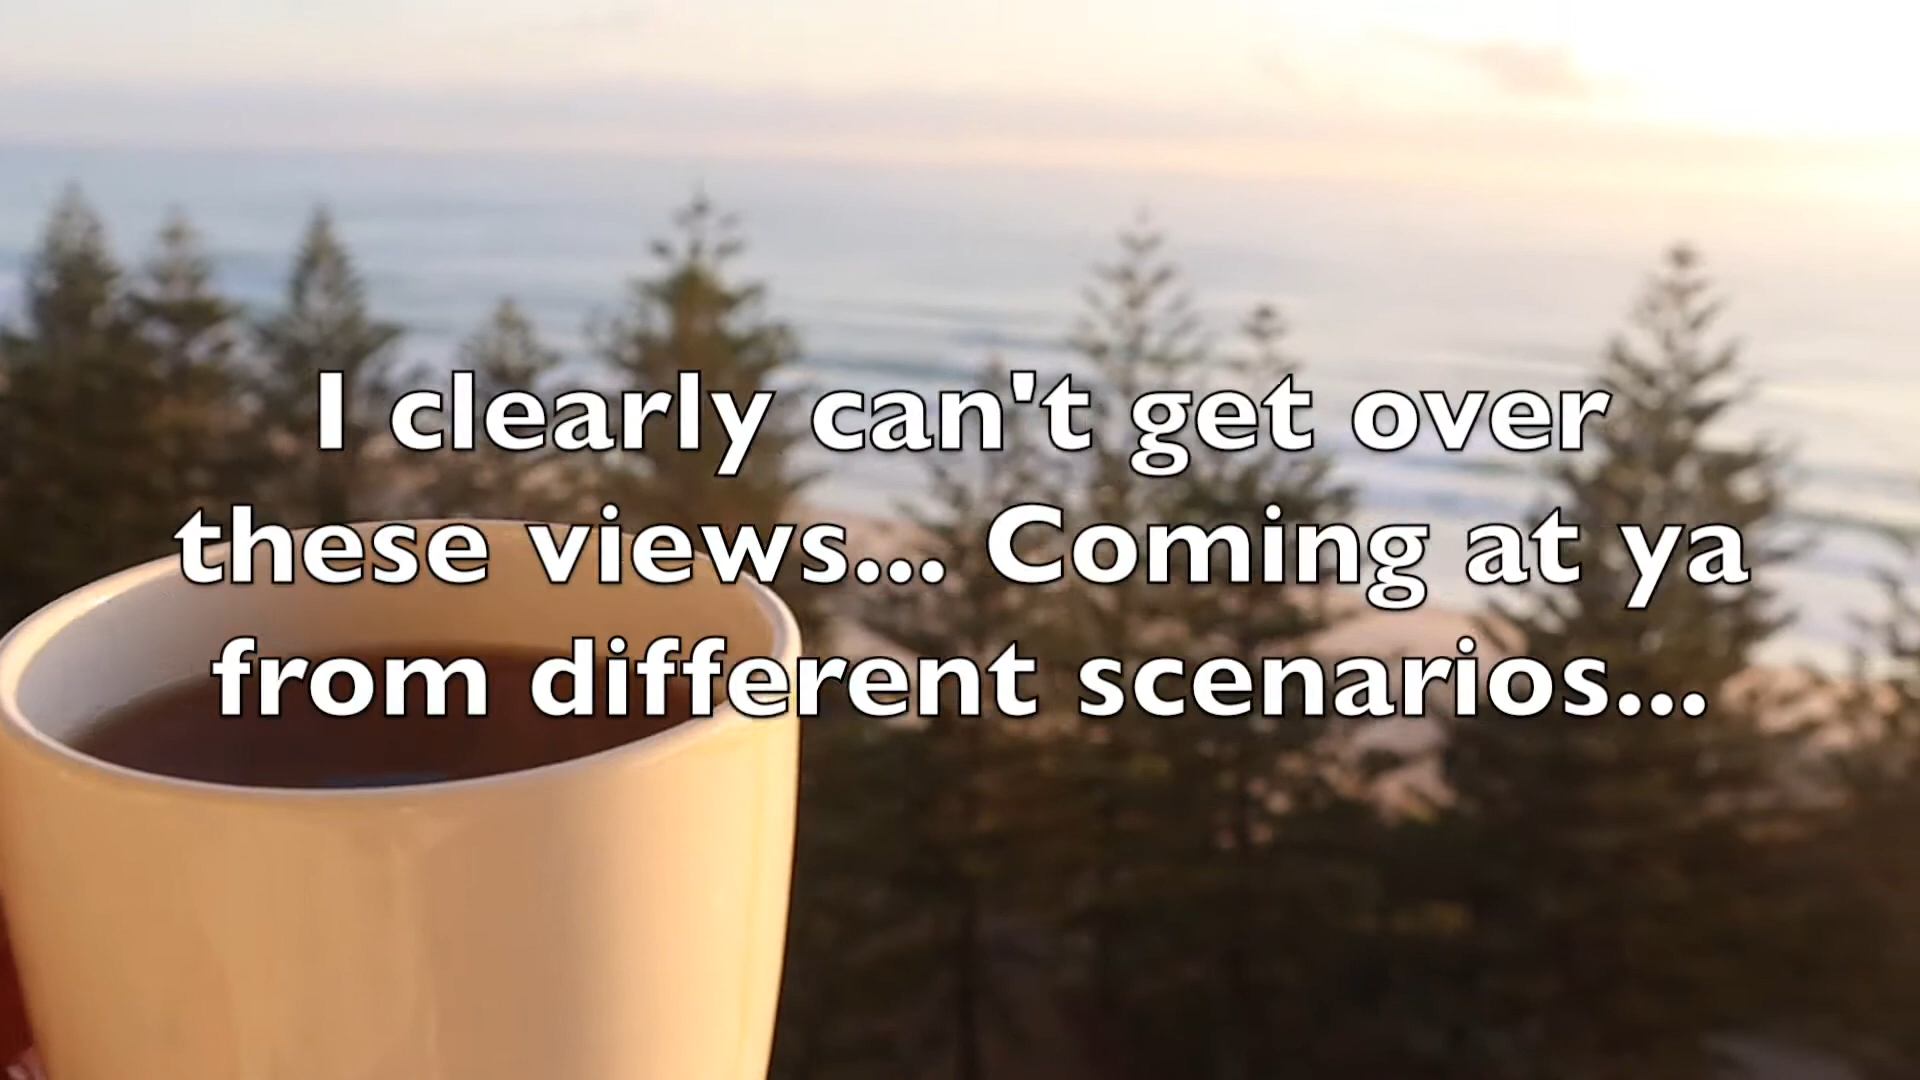 I clearly can't get over
these views... Coming at ya
from different scenarios...